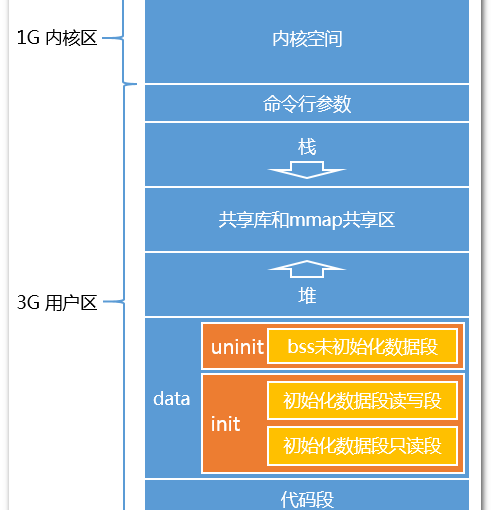 1G 内核区
内核空间
命令行参数
栈
共享库和mmap共享区
堆
3G 用户区
uninit
bss未初始化数据段
data
init
初始化数据段读写段
初始化数据段只读段
代码段